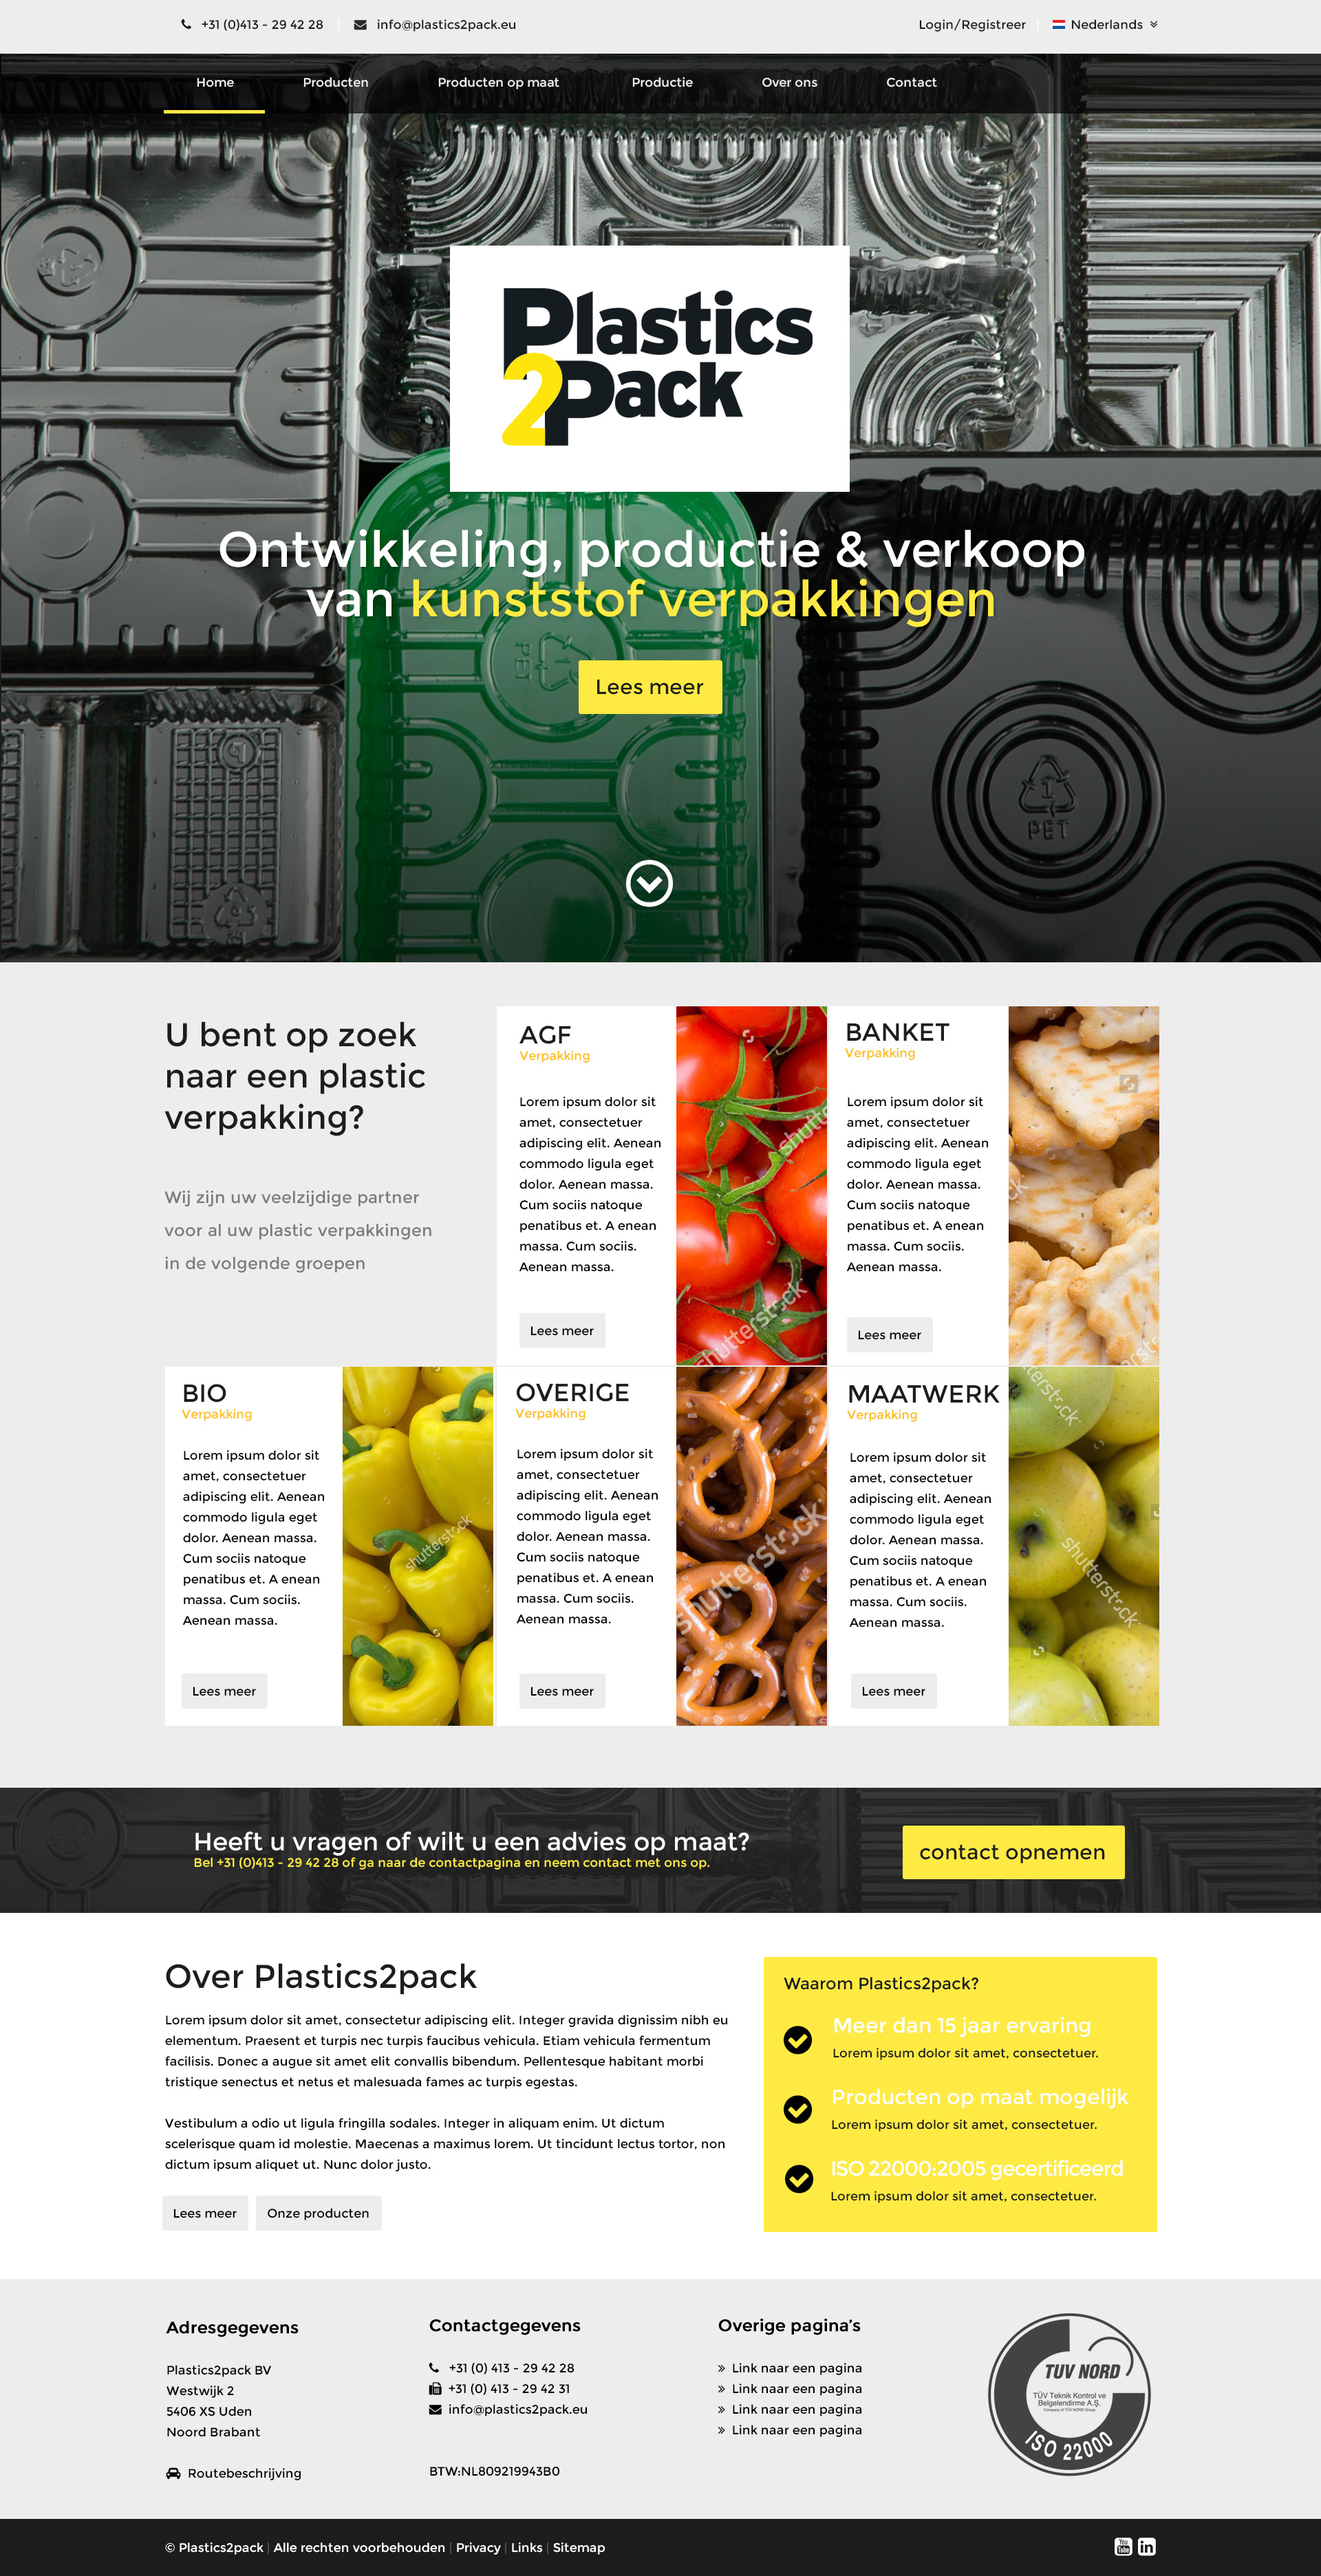 +31 (0)413 - 29 42 28
info@plastics2pack.eu
Login/Registreer
Nederlands
Home
Producten
Producten op maat
Productie
Over ons
Contact
Plastics
2Pack
Ontwikkeling, productie & verkoop
van kunststof verpakkingen
Lees meer
1
PET
U bent op zoek
naar een plastic
verpakking?
Wij zijn uw veelzijdige partner
voor al uw plastic verpakkingen
in de volgende groepen
AGF
Verpakking
Lorem ipsum dolor sit
amet, consectetuer
adipiscing elit. Aenean
commodo ligula eget
dolor. Aenean massa.
Cum sociis natoque
penatibus et. A enean
massa. Cum sociis.
Aenean massa.
Lees meer
shutterstock
BANKET
Verpakking
Lorem ipsum dolor sit
amet, consectetuer
adipiscing elit. Aenean
commodo ligula eget
dolor. Aenean massa.
Cum sociis natoque
penatibus et. A enean
massa. Cum sociis.
Aenean massa.
Lees meer
BIO
Verpakking
Lorem ipsum dolor sit
amet, consectetuer
adipiscing elit. Aenean
commodo ligula eget
dolor. Aenean massa.
Cum sociis natoque
penatibus et. A enean
massa. Cum sociis.
Aenean massa.
Lees meer
shutterstock
OVERIGE
Verpakking
Lorem ipsum dolor sit
amet, consectetuer
adipiscing elit. Aenean
commodo ligula eget
dolor. Aenean massa.
Cum sociis natoque
penatibus et. A enean
massa. Cum sociis.
Aenean massa.
Lees meer
shutterstock
MAATWERK
Verpakking
Lorem ipsum dolor sit
amet, consectetuer
adipiscing elit. Aenean
commodo ligula eget
dolor. Aenean massa.
Cum sociis natoque
penatibus et. A enean
massa. Cum sociis.
Aenean massa.
Lees meer
shutterstock
Heeft u vragen of wilt u een advies op maat?
Bel +31 (0)413 - 29 42 28 of ga naar de contactpagina en neem contact met ons op.
contact opnemen
Over Plastics2pack
Lorem ipsum dolor sit amet, consectetur adipiscing elit. Integer gravida dignissim nibh eu
elementum. Praesent et turpis nec turpis faucibus vehicula. Etiam vehicula fermentum
facilisis. Donec a augue sit amet elit convallis bibendum. Pellentesque habitant morbi
tristique senectus et netus et malesuada fames ac turpis egestas.
Vestibulum a odio ut ligula fringilla sodales. Integer in aliquam enim. Ut dictum
scelerisque quam id molestie. Maecenas a maximus lorem. Ut tincidunt lectus tortor, non
dictum ipsum aliquet ut. Nunc dolor justo.
Lees meer
Onze producten
Waarom Plastics2pack?
Meer dan 15 jaar ervaring
Lorem ipsum dolor sit amet, consectetuer.
Producten op maat mogelijk
Lorem ipsum dolor sit amet, consectetuer.
ISO 22000:2005 gecertificeerd
Lorem ipsum dolor sit amet, consectetuer.
Adresgegevens
Plastics2pack BV
Westwijk 2
5406 XS Uden
Noord Brabant
Routebeschrijving
Contactgegevens
+31 (0) 413 - 29 42 28
+31 (0) 413 - 29 42 31
info@plastics2pack.eu
BTW:NL809219943B0
Overige pagina's
» Link naar een pagina
» Link naar een pagina
» Link naar een pagina
» Link naar een pagina
TUV NORD
TÜV Teknik Kontrol ve
Belgelendirme A.Ş.
Company of TÜV NORD Group
ISO 22000
© Plastics2pack | Alle rechten voorbehouden | Privacy | Links | Sitemap
You
Tube
in